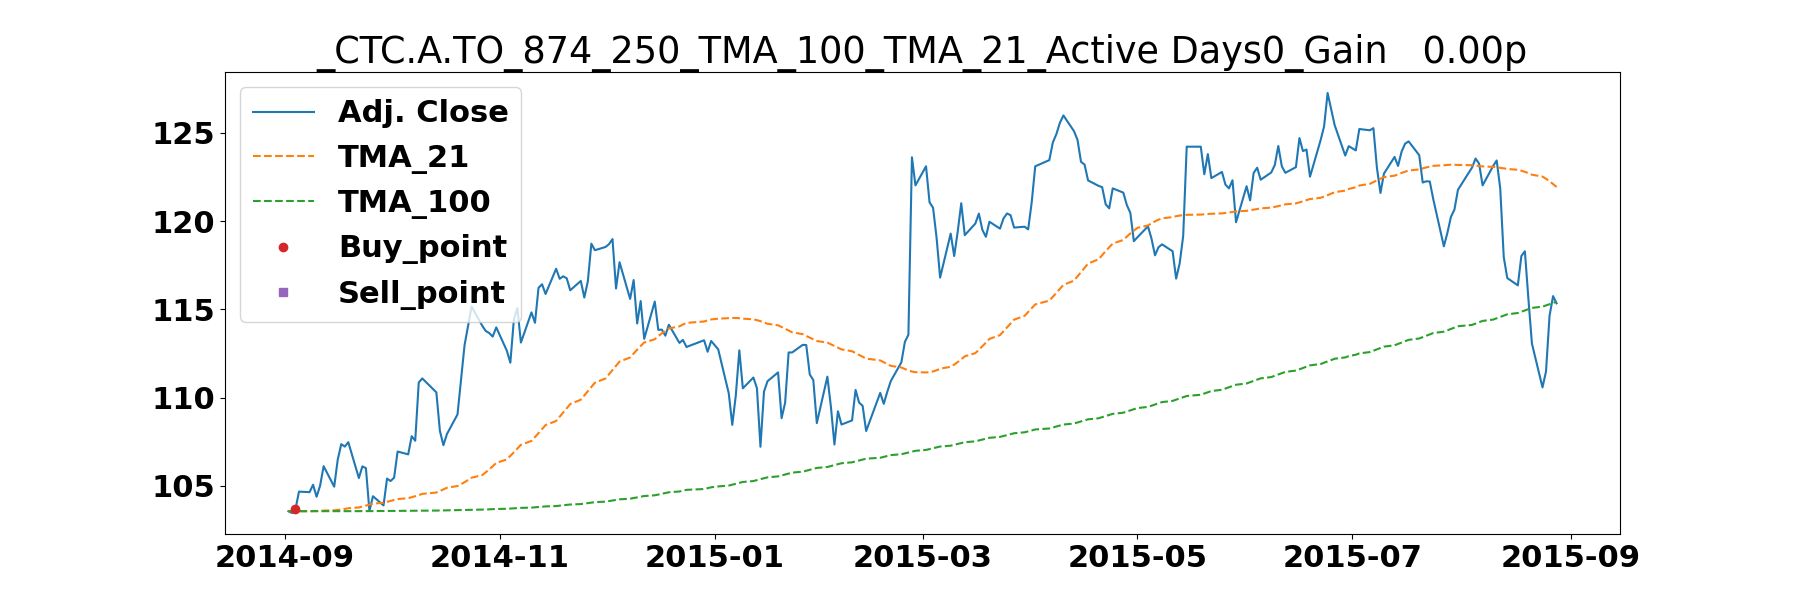 _CTC.A.TO_874_250_TMA_100_TMA_21_Active Days0_Gain   0.00p
Adj. Close
TMA_21
TMA_100
Buy_point
Sell_point
125
120
115
110
105
2014-09 2014-11 2015-01 2015-03 2015-05 2015-07 2015-09